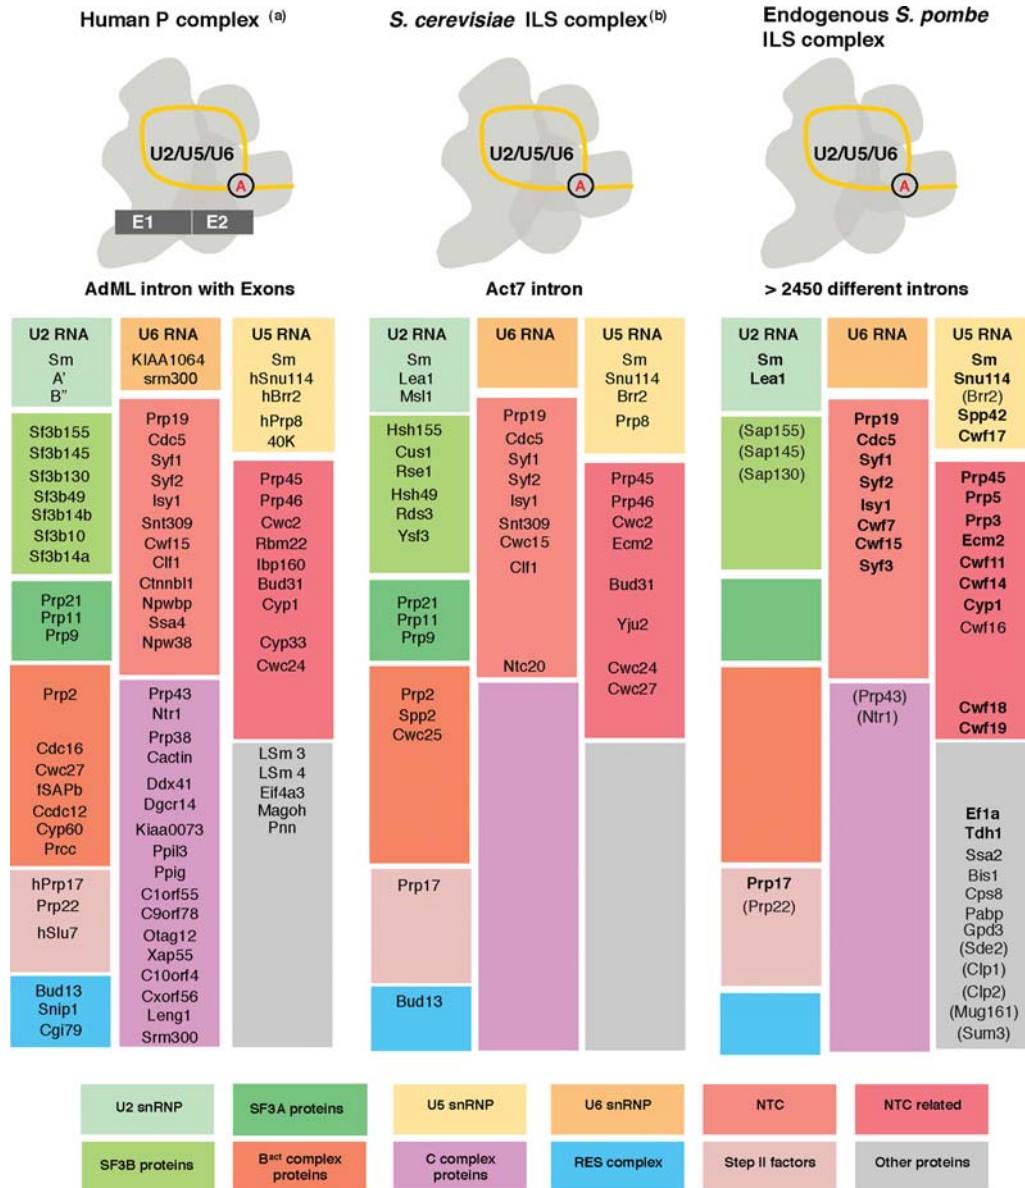 Human P complex (a)
S. cerevisiae ILS complex(b)
Endogenous S. pombe
ILS complex
U2/U5/U6
A
E1
E2
U2/U5/U6
A
U2/U5/U6
A
AdML intron with Exons
Act7 intron
> 2450 different introns
U2 RNA
Sm
A'
B"
Sf3b155
Sf3b145
Sf3b130
Sf3b49
Sf3b14b
Sf3b10
Sf3b14a
Prp21
Prp11
Prp9
Prp2
Cdc16
Cwc27
fSAPb
Ccdc12
Cyp60
Prcc
hPrp17
Prp22
hSlu7
Bud13
Snip1
Cgi79
U6 RNA
KIAA1064
srm300
Prp19
Cdc5
Syf1
Syf2
Isy1
Snt309
Cwf15
Clf1
Ctnnbl1
Npwbp
Ssa4
Npw38
Prp43
Ntr1
Prp38
Cactin
Ddx41
Dgcr14
Kiaa0073
Ppil3
Ppig
C1orf55
C9orf78
Otag12
Xap55
C10orf4
Cxorf56
Leng1
Srm300
U5 RNA
Sm
hSnu114
hBrr2
hPrp8
40K
Prp45
Prp46
Cwc2
Rbm22
Ibp160
Bud31
Cyp1
Cyp33
Cwc24
LSm 3
LSm 4
Eif4a3
Magoh
Pnn
U2 RNA
Sm
Lea1
Msl1
Hsh155
Cus1
Rse1
Hsh49
Rds3
Ysf3
Prp21
Prp11
Prp9
Prp2
Spp2
Cwc25
Prp17
Bud13
U6 RNA
Prp19
Cdc5
Syf1
Syf2
Isy1
Snt309
Cwc15
Clf1
Ntc20
U5 RNA
Sm
Snu114
Brr2
Prp8
Prp45
Prp46
Cwc2
Ecm2
Bud31
Yju2
Cwc24
Cwc27
U2 RNA
Sm
Lea1
(Sap155)
(Sap145)
(Sap130)
Prp17
(Prp22)
U6 RNA
Prp19
Cdc5
Syf1
Syf2
Isy1
Cwf7
Cwf15
Syf3
(Prp43)
(Ntr1)
U5 RNA
Sm
Snu114
(Brr2)
Spp42
Cwf17
Prp45
Prp5
Prp3
Ecm2
Cwf11
Cwf14
Cyp1
Cwf16
Cwf18
Cwf19
Ef1a
Tdh1
Ssa2
Bis1
Cps8
Pabp
Gpd3
(Sde2)
(Clp1)
(Clp2)
(Mug161)
(Sum3)
U2 snRNP
SF3A proteins
U5 snRNP
U6 snRNP
NTC
NTC related
SF3B proteins
Bact complex
proteins
C complex
proteins
RES complex
Step II factors
Other proteins